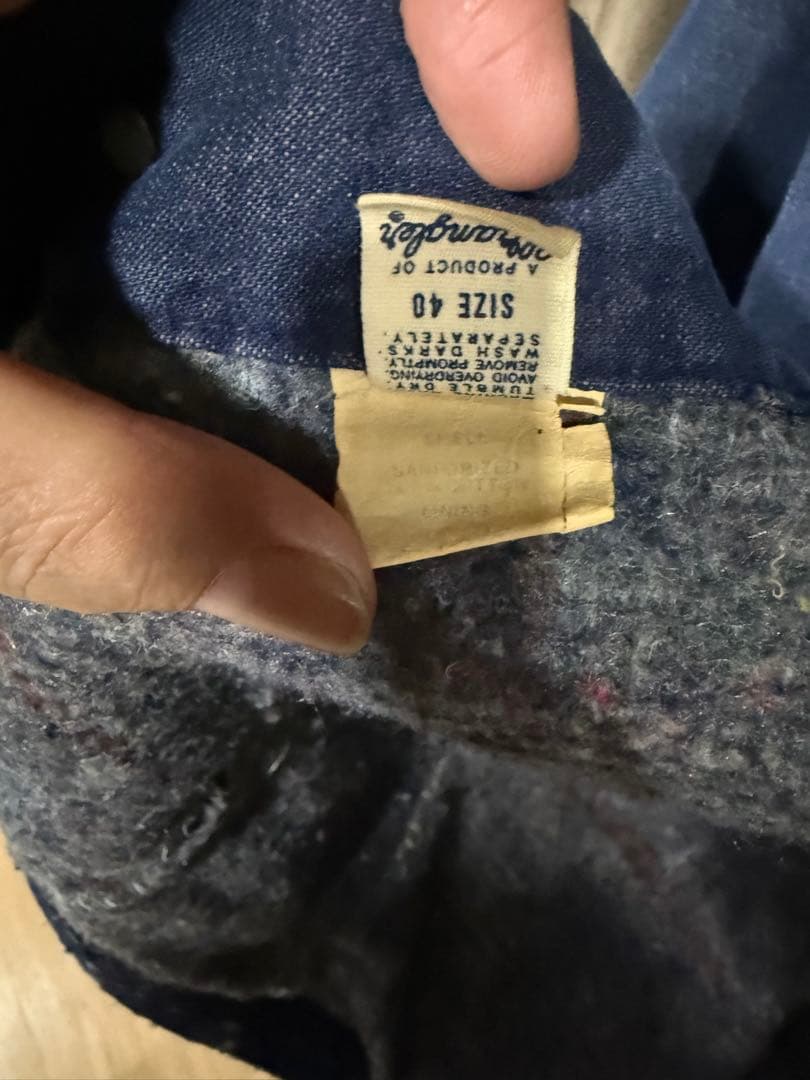 TUMBLE DRY.
AVOID OVERDRYING
REMOVE PROMPTLY.
WASH DARKS
SEPARATELY.
SIZE 40
A PRODUCT OF
Wrangler